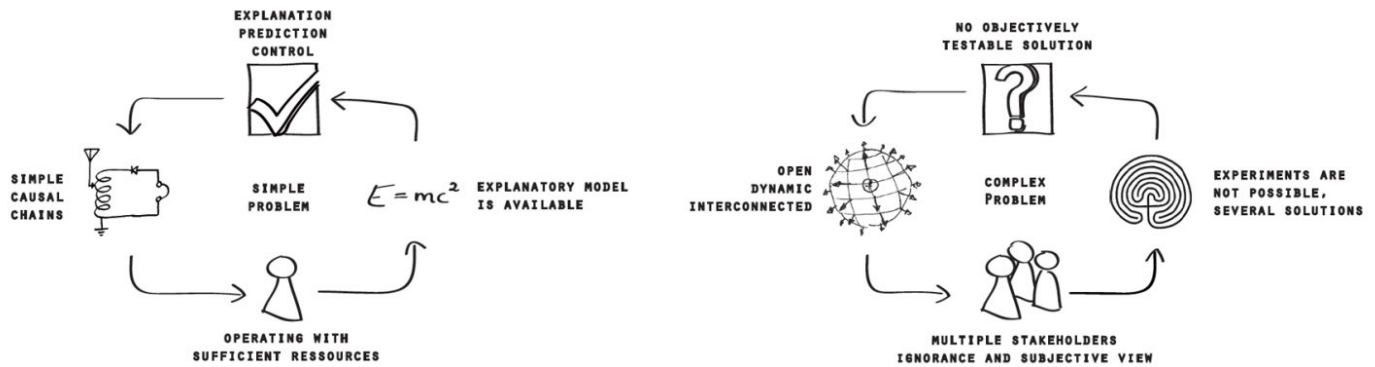 EXPLANATION
PREDICTION
CONTROL
SIMPLE
CAUSAL
CHAINS
SIMPLE
PROBLEM
E=mc²
EXPLANATORY MODEL
IS AVAILABLE
OPERATING WITH
SUFFICIENT RESSOURCES
NO OBJECTIVELY
TESTABLE SOLUTION
?
OPEN
DYNAMIC
INTERCONNECTED
COMPLEX
PROBLEM
EXPERIMENTS ARE
NOT POSSIBLE,
SEVERAL SOLUTIONS
MULTIPLE STAKEHOLDERS
IGNORANCE AND SUBJECTIVE VIEW